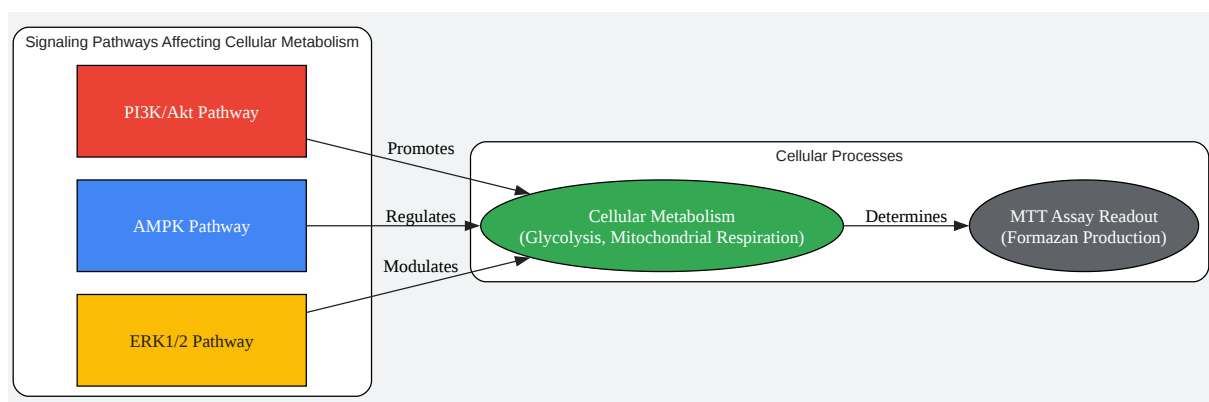 Signaling Pathways Affecting Cellular Metabolism
PI3K/Akt Pathway
AMPK Pathway
ERK1/2 Pathway
Promotes
Regulates
Modulates
Cellular Processes
Cellular Metabolism
(Glycolysis, Mitochondrial Respiration)
Determines
MTT Assay Readout
(Formazan Production)